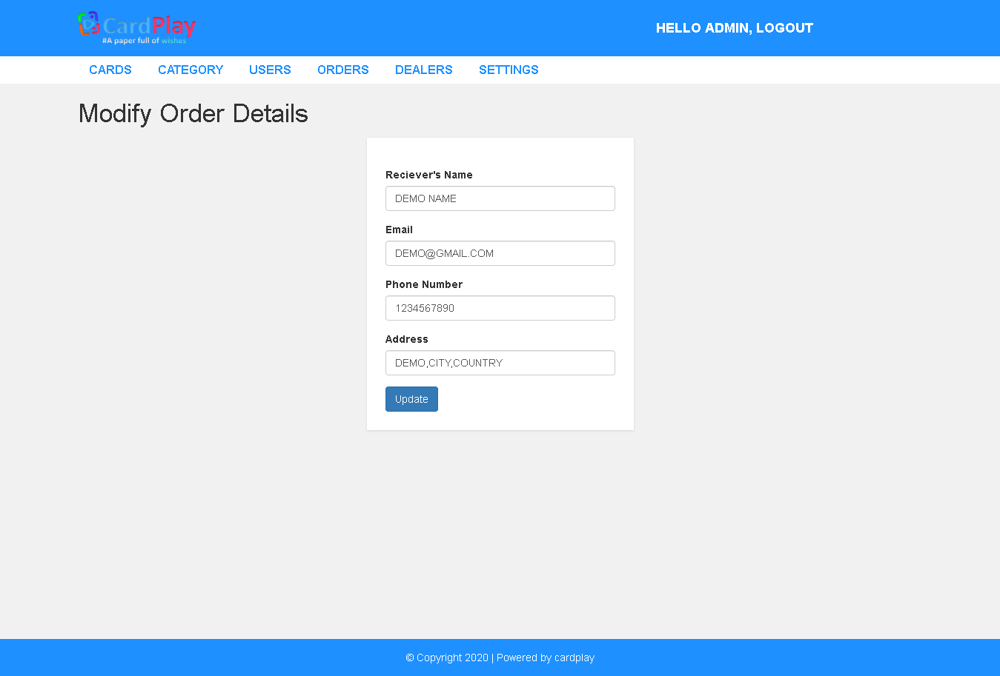 CardPlay
#A paper full of wishes
HELLO ADMIN, LOGOUT
CARDS CATEGORY USERS ORDERS DEALERS SETTINGS
Modify Order Details
Reciever's Name
DEMO NAME
Email
DEMO@GMAIL.COM
Phone Number
1234567890
Address
DEMO,CITY,COUNTRY
Update
© Copyright 2020 | Powered by cardplay